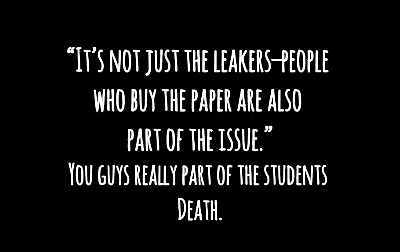 “It’s not just the leakers—people
who buy the paper are also
part of the issue.”
You guys really part of the students
Death.